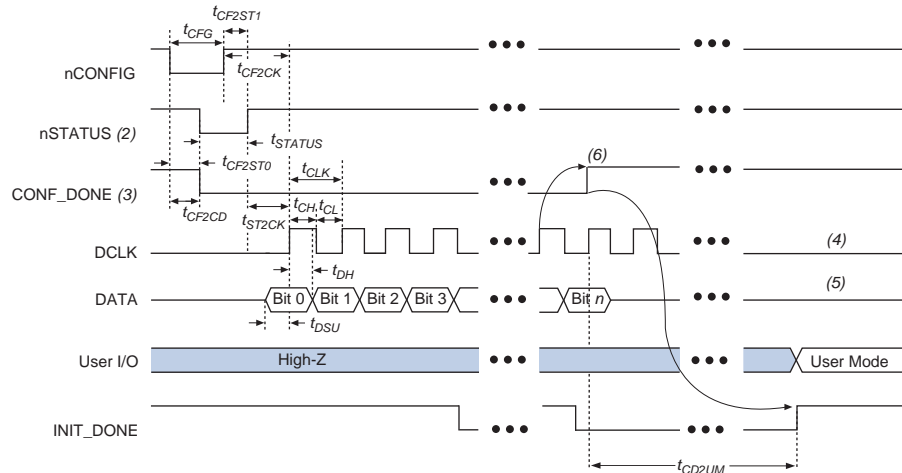 tCF2ST1
tCFG
nCONFIG
tCF2CK
nSTATUS (2)
tSTATUS
tCF2ST0
tCLK
(6)
CONF_DONE (3)
tCF2CD
tST2CK
tCH
tCL
DCLK
(4)
tDH
DATA
Bit 0
Bit 1
Bit 2
Bit 3
Bit n
(5)
tDSU
User I/O
High-Z
User Mode
INIT_DONE
tCD2UM